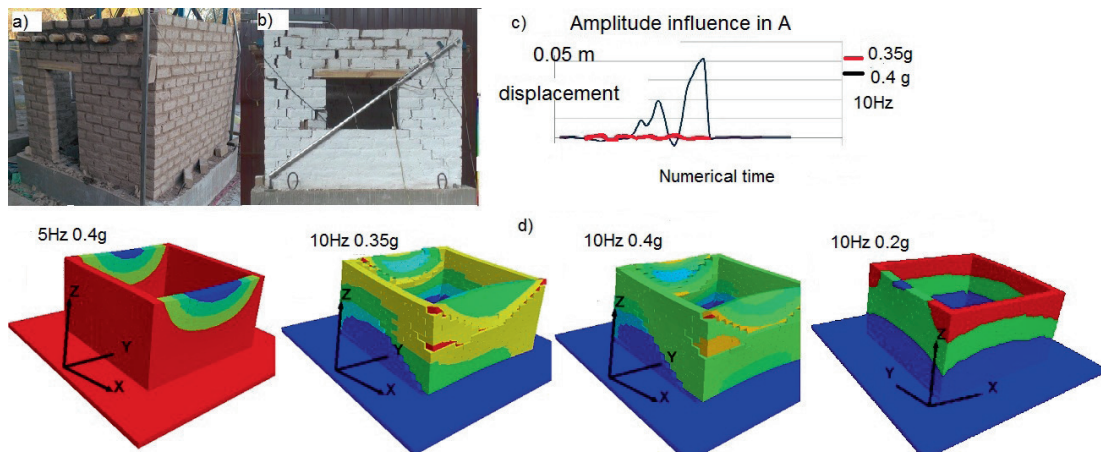 a)
b)
c)
Amplitude influence in A
0.05 m
displacement
0.35g
0.4 g
10Hz
Numerical time
d)
5Hz 0.4g
10Hz 0.35g
10Hz 0.4g
10Hz 0.2g
Z
Y
X
Z
Y
X
Z
Y
X
Y
Z
X